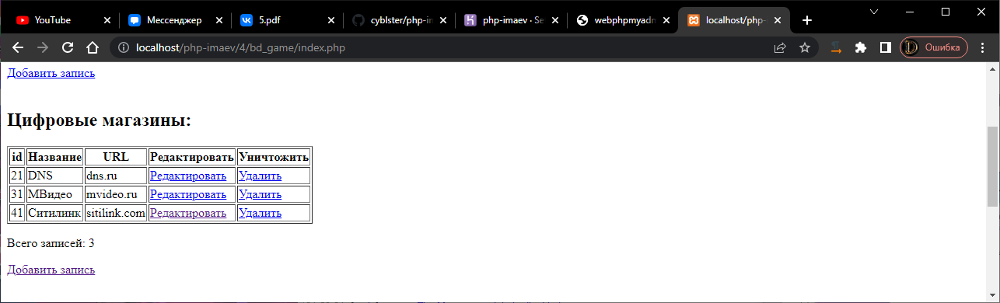 YouTube Мессенджер 5.pdf cyblster/php-im php-imaev · Se webphpmyadm localhost/php-
localhost/php-imaev/4/bd_game/index.php Ошибка
Добавить запись
Цифровые магазины:
id Название URL Редактировать Уничтожить
21 DNS dns.ru Редактировать Удалить
31 МВидео mvideo.ru Редактировать Удалить
41 Ситилинк sitilink.com Редактировать Удалить
Всего записей: 3
Добавить запись